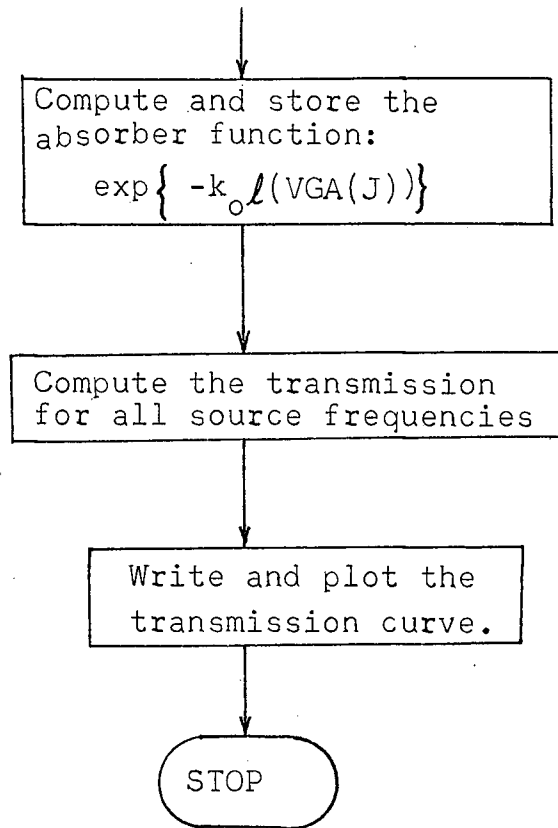 Compute and store the
absorber function:
exp{ -k₀ℓ(VGA(J))}
Compute the transmission
for all source frequencies
Write and plot the
transmission curve.
STOP